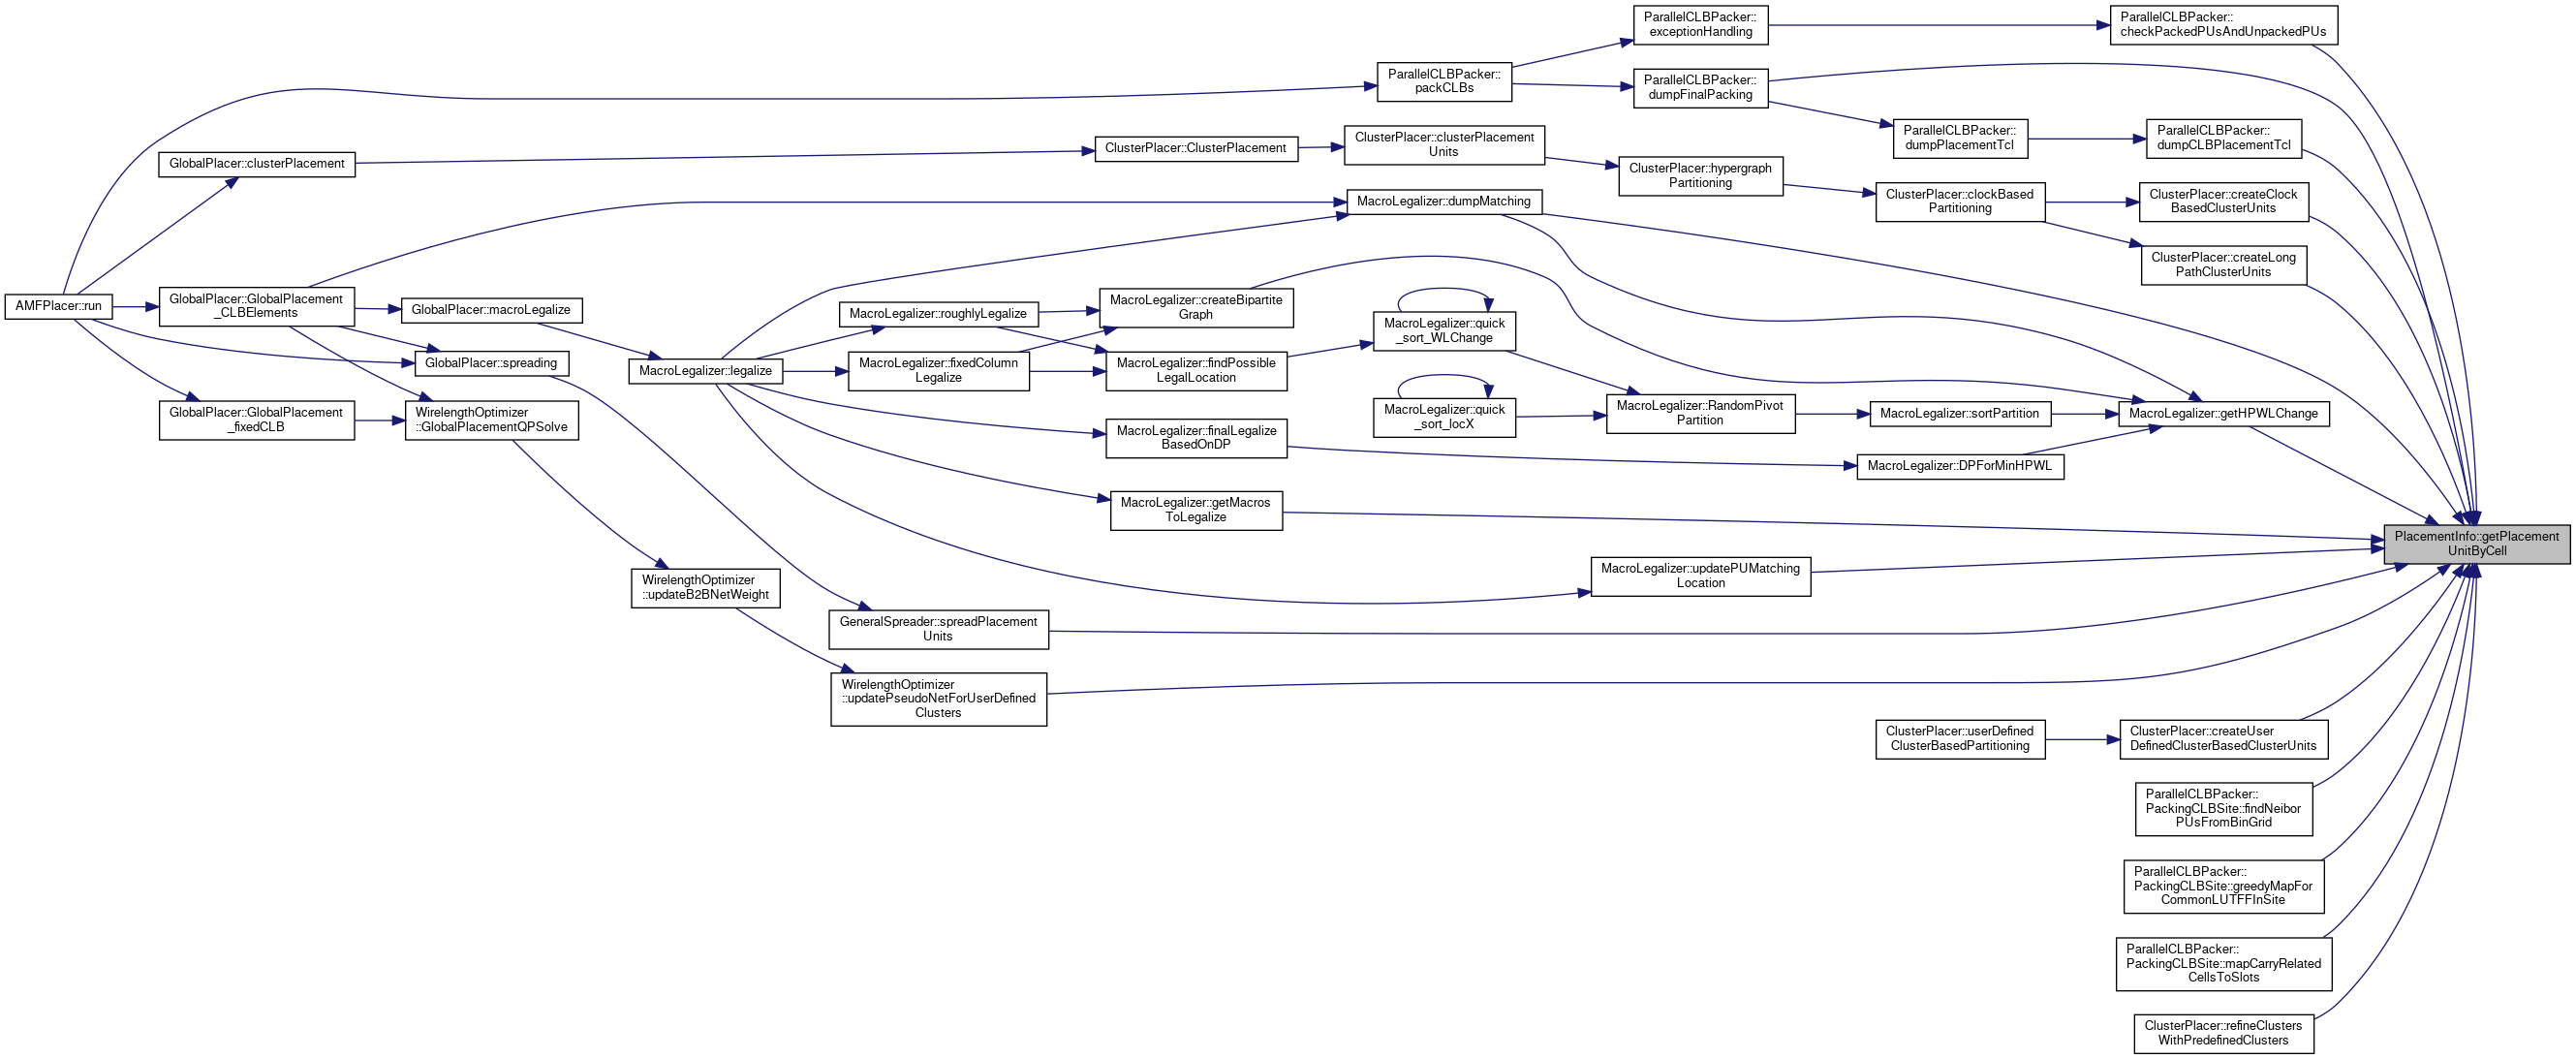 ParallelCLBPacker::
exceptionHandling
ParallelCLBPacker::
checkPackedPUsAndUnpackedPUs
ParallelCLBPacker::
packCLBs
ParallelCLBPacker::
dumpFinalPacking
ParallelCLBPacker::
dumpPlacementTcl
ParallelCLBPacker::
dumpCLBPlacementTcl
GlobalPlacer::clusterPlacement
ClusterPlacer::ClusterPlacement
ClusterPlacer::clusterPlacement
Units
ClusterPlacer::hypergraph
Partitioning
ClusterPlacer::clockBased
Partitioning
ClusterPlacer::createClock
BasedClusterUnits
ClusterPlacer::createLong
PathClusterUnits
MacroLegalizer::dumpMatching
AMFPlacer::run
GlobalPlacer::GlobalPlacement
_CLBElements
GlobalPlacer::macroLegalize
GlobalPlacer::spreading
GlobalPlacer::GlobalPlacement
_fixedCLB
WirelengthOptimizer
::GlobalPlacementQPSolve
MacroLegalizer::legalize
MacroLegalizer::roughlyLegalize
MacroLegalizer::fixedColumn
Legalize
MacroLegalizer::createBipartite
Graph
MacroLegalizer::findPossible
LegalLocation
MacroLegalizer::quick
_sort_WLChange
MacroLegalizer::quick
_sort_locX
MacroLegalizer::RandomPivot
Partition
MacroLegalizer::sortPartition
MacroLegalizer::getHPWLChange
MacroLegalizer::finalLegalize
BasedOnDP
MacroLegalizer::DPForMinHPWL
MacroLegalizer::getMacros
ToLegalize
PlacementInfo::getPlacement
UnitByCell
MacroLegalizer::updatePUMatching
Location
WirelengthOptimizer
::updateB2BNetWeight
GeneralSpreader::spreadPlacement
Units
WirelengthOptimizer
::updatePseudoNetForUserDefined
Clusters
ClusterPlacer::userDefined
ClusterBasedPartitioning
ClusterPlacer::createUser
DefinedClusterBasedClusterUnits
ParallelCLBPacker::
PackingCLBSite::findNeibor
PUsFromBinGrid
ParallelCLBPacker::
PackingCLBSite::greedyMapFor
CommonLUTFFInSite
ParallelCLBPacker::
PackingCLBSite::mapCarryRelated
CellsToSlots
ClusterPlacer::refineClusters
WithPredefinedClusters